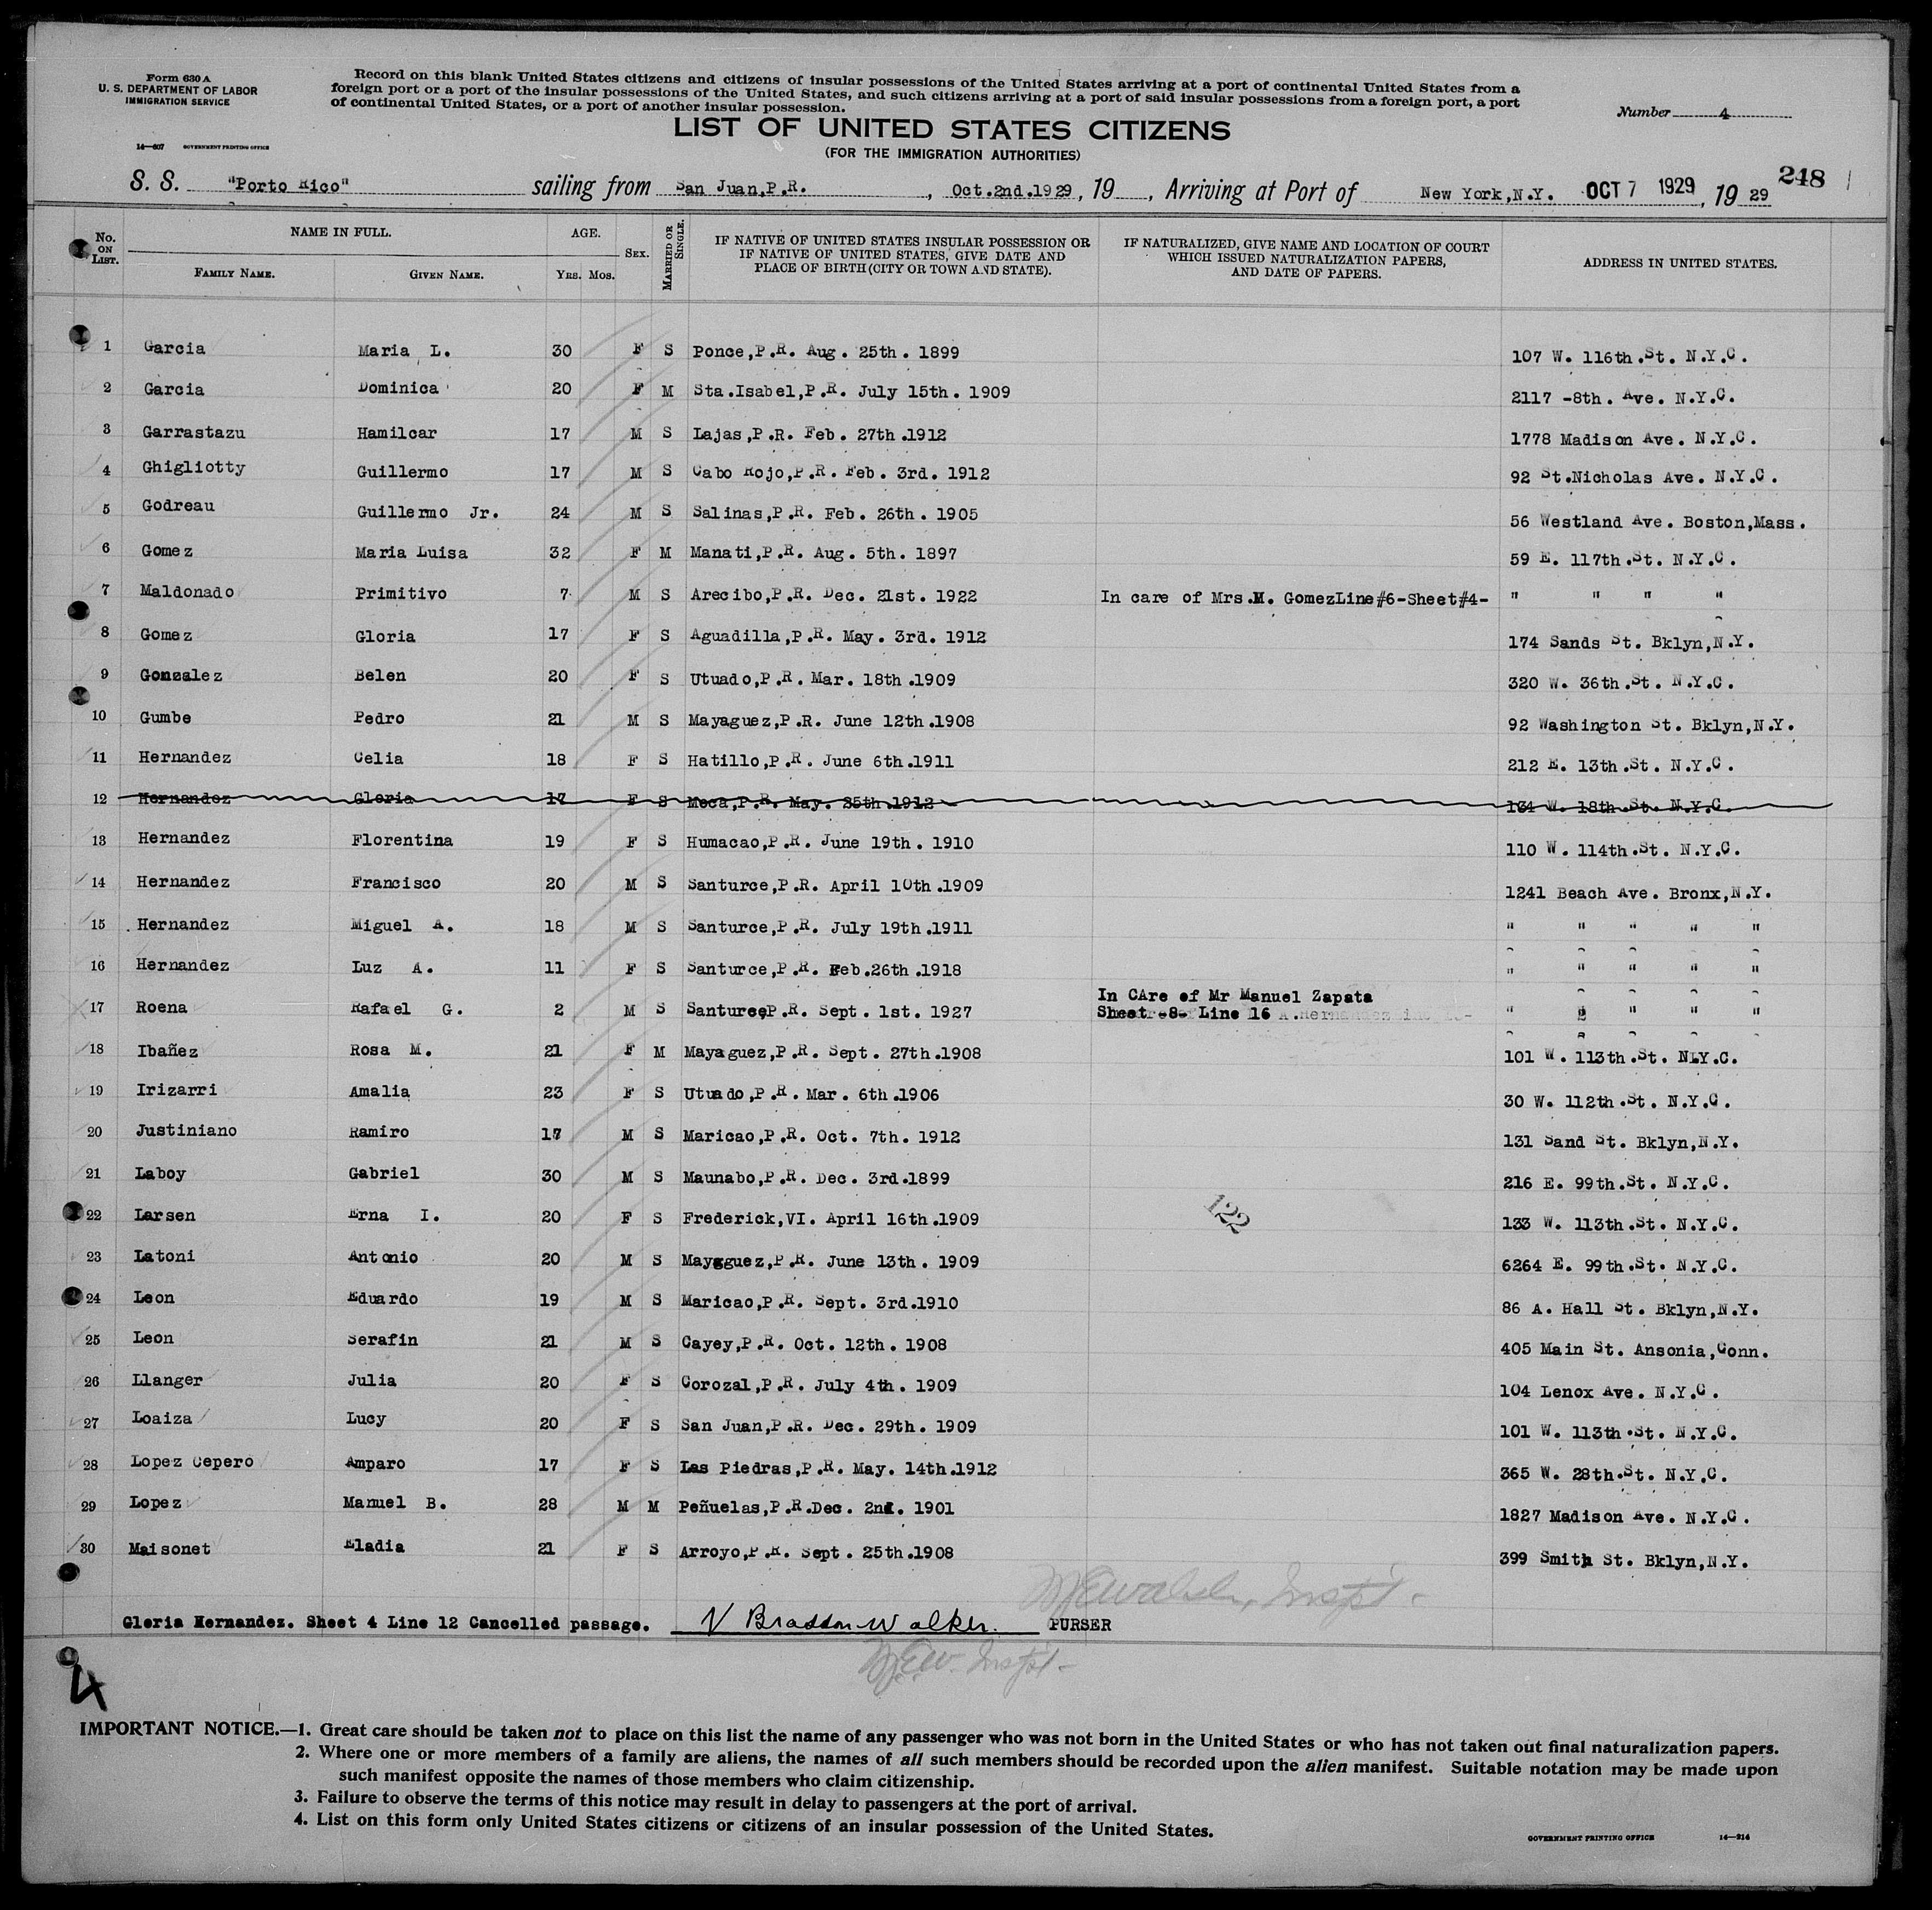 Form 630 A
U. S. DEPARTMENT OF LABOR
IMMIGRATION SERVICE
14—607 GOVERNMENT PRINTING OFFICE
Record on this blank United States citizens and citizens of insular possessions of the United States arriving at a port of continental United States from a
foreign port or a port of the insular possessions of the United States, and such citizens arriving at a port of said insular possessions from a foreign port, a port
of continental United States, or a port of another insular possession.
Number 4
LIST OF UNITED STATES CITIZENS
(FOR THE IMMIGRATION AUTHORITIES)
248
S. S. "Porto Rico" sailing from San Juan,P.R. , Oct.2nd.1929 , 19 , Arriving at Port of New York,N.Y. OCT 7 1929 , 19 29
No. ON LIST. NAME IN FULL. FAMILY NAME. GIVEN NAME. AGE. YRS. MOS. SEX. MARRIED OR SINGLE. IF NATIVE OF UNITED STATES INSULAR POSSESSION OR IF NATIVE OF UNITED STATES, GIVE DATE AND PLACE OF BIRTH (CITY OR TOWN AND STATE). IF NATURALIZED, GIVE NAME AND LOCATION OF COURT WHICH ISSUED NATURALIZATION PAPERS, AND DATE OF PAPERS. ADDRESS IN UNITED STATES.
1 Garcia Maria L. 30 F S Ponce,P.R. Aug. 25th. 1899 107 W. 116th.St. N.Y.C.
2 Garcia Dominica 20 F M Sta.Isabel,P.R. July 15th. 1909 2117 -8th. Ave. N.Y.C.
3 Garrastazu Hamilcar 17 M S Lajas,P.R. Feb. 27th.1912 1778 Madison Ave. N.Y.C.
4 Ghigliotty Guillermo 17 M S Cabo Rojo,P.R. Feb. 3rd. 1912 92 St.Nicholas Ave. N.Y.C.
5 Godreau Guillermo Jr. 24 M S Salinas,P.R. Feb. 26th. 1905 56 Westland Ave. Boston,Mass.
6 Gomez Maria Luisa 32 F M Manati,P.R. Aug. 5th. 1897 59 E. 117th.St. N.Y.C.
7 Maldonado Primitivo 7 M S Arecibo,P.R. Dec. 21st. 1922 In care of Mrs.M. GomezLine#6-Sheet#4- " " " "
8 Gomez Gloria 17 F S Aguadilla,P.R. May. 3rd. 1912 174 Sands St. Bklyn,N.Y.
9 Gonzalez Belen 20 F S Utuado,P.R. Mar. 18th.1909 320 W. 36th.St. N.Y.C.
10 Gumbe Pedro 21 M S Mayaguez,P.R. June 12th.1908 92 Washington St. Bklyn,N.Y.
11 Hernandez Celia 18 F S Hatillo,P.R. June 6th.1911 212 E. 13th.St. N.Y.C.
12 Hernandez Gloria 17 F S Moca,P.R. May. 25th.1912 134 W. 18th.St. N.Y.C.
13 Hernandez Florentina 19 F S Humacao,P.R. June 19th. 1910 110 W. 114th.St. N.Y.C.
14 Hernandez Francisco 20 M S Santurce,P.R. April 10th.1909 1241 Beach Ave. Bronx,N.Y.
15 Hernandez Miguel A. 18 M S Santurce,P.R. July 19th.1911 " " " " "
16 Hernandez Luz A. 11 F S Santurce,P.R. Feb.26th.1918 " " " " "
17 Roena Rafael G. 2 M S Santurce,P.R. Sept. 1st. 1927 In CAre of Mr Manuel Zapata Sheet -8- Line 16 " " " " "
18 Ibañez Rosa M. 21 F M Mayaguez,P.R. Sept. 27th.1908 101 W. 113th.St. N.Y.C.
19 Irizarri Amalia 23 F S Utuado,P.R. Mar. 6th.1906 30 W. 112th.St. N.Y.C.
20 Justiniano Ramiro 17 M S Maricao,P.R. Oct. 7th. 1912 131 Sand St. Bklyn,N.Y.
21 Laboy Gabriel 30 M S Maunabo,P.R. Dec. 3rd.1899 216 E. 99th.St. N.Y.C.
22 Larsen Erna I. 20 F S Frederick,VI. April 16th.1909 122 133 W. 113th.St. N.Y.C.
23 Latoni Antonio 20 M S Mayagguez,P.R. June 13th. 1909 6264 E. 99th.St. N.Y.C.
24 Leon Eduardo 19 M S Maricao,P.R. Sept. 3rd.1910 86 A. Hall St. Bklyn,N.Y.
25 Leon Serafin 21 M S Cayey,P.R. Oct. 12th. 1908 405 Main St. Ansonia,Conn.
26 Llanger Julia 20 F S Corozal,P.R. July 4th. 1909 104 Lenox Ave. N.Y.C.
27 Loaiza Lucy 20 F S San Juan,P.R. Dec. 29th. 1909 101 W. 113th.St. N.Y.C.
28 Lopez Cepero Amparo 17 F S Las Piedras,P.R. May. 14th.1912 365 W. 28th.St. N.Y.C.
29 Lopez Manuel B. 28 M M Peñuelas,P.R.Dec. 2nd. 1901 1827 Madison Ave. N.Y.C.
30 Maisonet Eladia 21 F S Arroyo,P.R. Sept. 25th.1908 399 Smith St. Bklyn,N.Y.
Gloria Hernandez. Sheet 4 Line 12 Cancelled passage. Walker. PURSER
4
IMPORTANT NOTICE.—1. Great care should be taken not to place on this list the name of any passenger who was not born in the United States or who has not taken out final naturalization papers.
2. Where one or more members of a family are aliens, the names of all such members should be recorded upon the alien manifest. Suitable notation may be made upon
such manifest opposite the names of those members who claim citizenship.
3. Failure to observe the terms of this notice may result in delay to passengers at the port of arrival.
4. List on this form only United States citizens or citizens of an insular possession of the United States.
GOVERNMENT PRINTING OFFICE 14—214